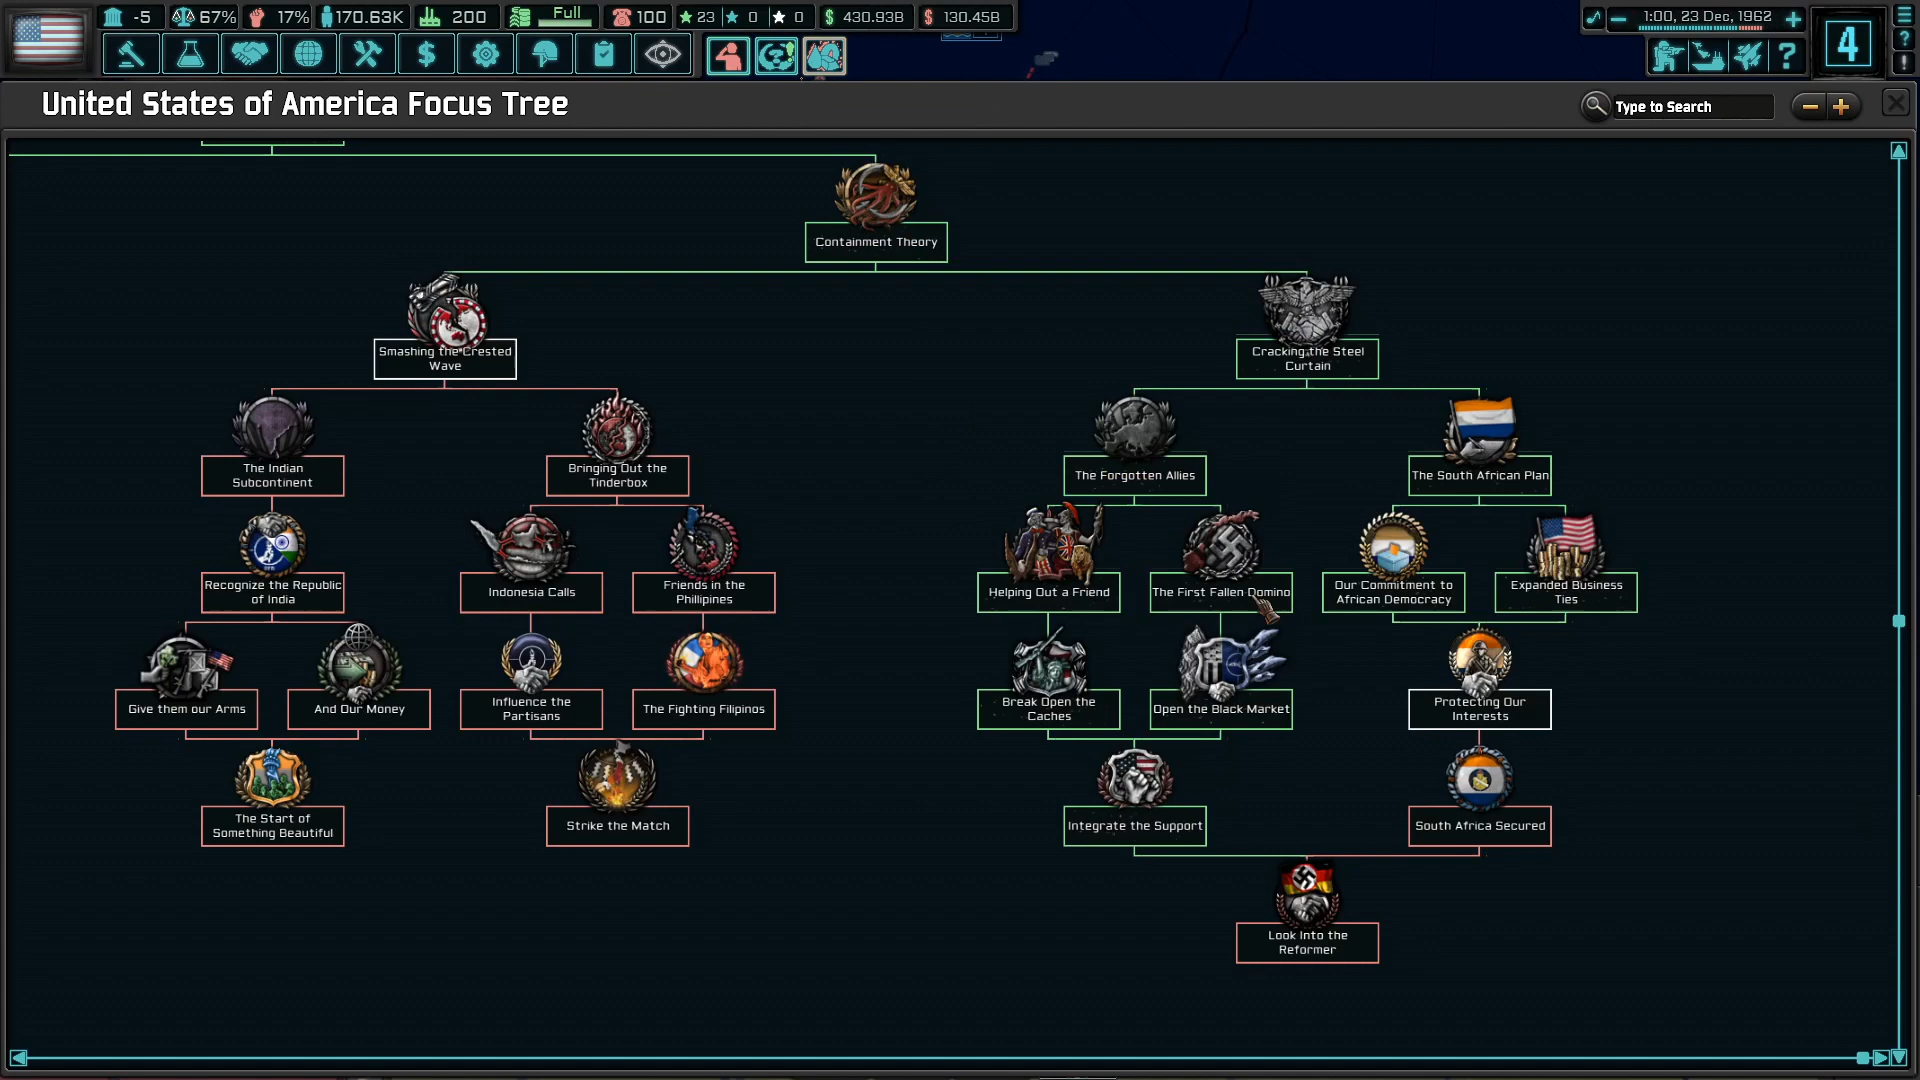 -5
67%
17%
170.63K
200
Full
100
23
0
0
$ 430.93B
$ 130.45B
1:00, 23 Dec, 1962
4
United States of America Focus Tree
Type to Search
Containment Theory
Smashing the Crested
Wave
Cracking the Steel
Curtain
The Indian
Subcontinent
Bringing Out the
Tinderbox
The Forgotten Allies
The South African Plan
Recognize the Republic
of India
Indonesia Calls
Friends in the
Phillipines
Helping Out a Friend
The First Fallen Domino
Our Commitment to
African Democracy
Expanded Business
Ties
Give them our Arms
And Our Money
Influence the
Partisans
The Fighting Filipinos
Break Open the
Caches
Open the Black Market
Protecting Our
Interests
The Start of
Something Beautiful
Strike the Match
Integrate the Support
South Africa Secured
Look Into the
Reformer